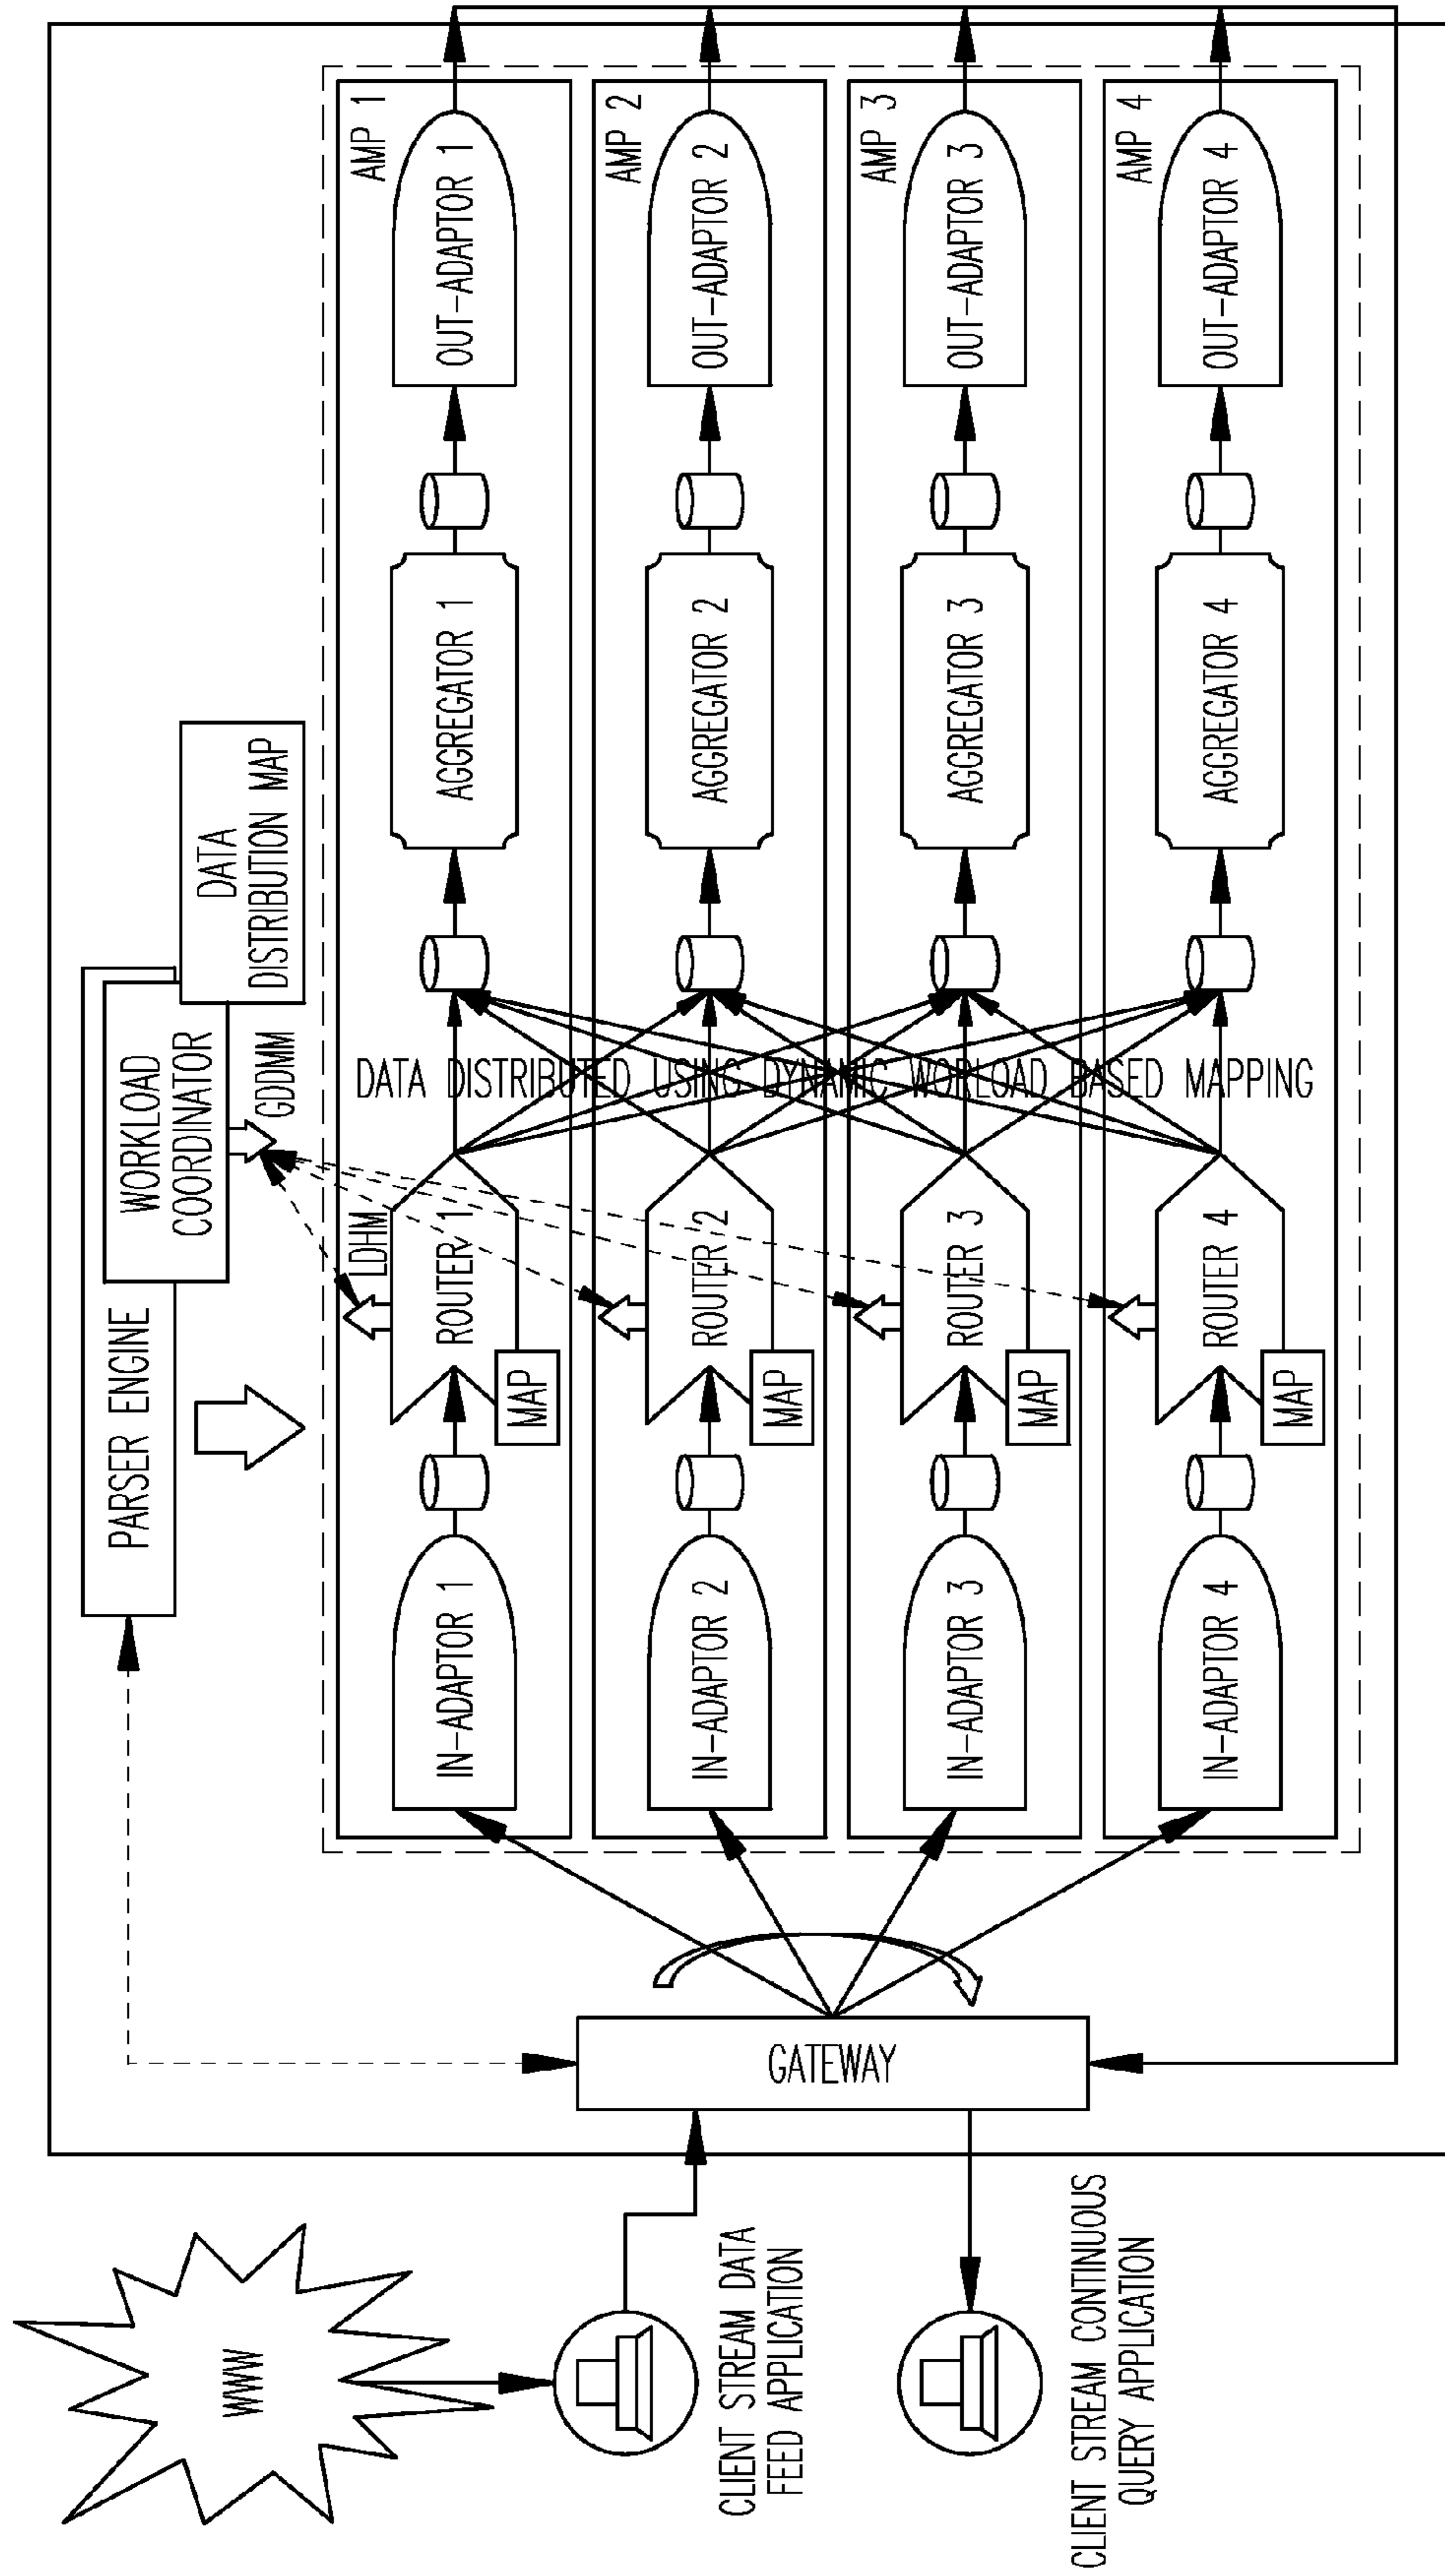 WWW
CLIENT STREAM DATA
FEED APPLICATION
CLIENT STREAM CONTINUOUS
QUERY APPLICATION
GATEWAY
PARSER ENGINE
WORKLOAD
COORDINATOR
DATA
DISTRIBUTION MAP
GDDMM
AMP 1
IN-ADAPTOR 1
LDHM
ROUTER 1
MAP
AGGREGATOR 1
OUT-ADAPTOR 1
AMP 2
IN-ADAPTOR 2
ROUTER 2
MAP
AGGREGATOR 2
OUT-ADAPTOR 2
AMP 3
IN-ADAPTOR 3
ROUTER 3
MAP
AGGREGATOR 3
OUT-ADAPTOR 3
AMP 4
IN-ADAPTOR 4
ROUTER 4
MAP
AGGREGATOR 4
OUT-ADAPTOR 4
DATA DISTRIBUTED USING DYNAMIC WORKLOAD BASED MAPPING